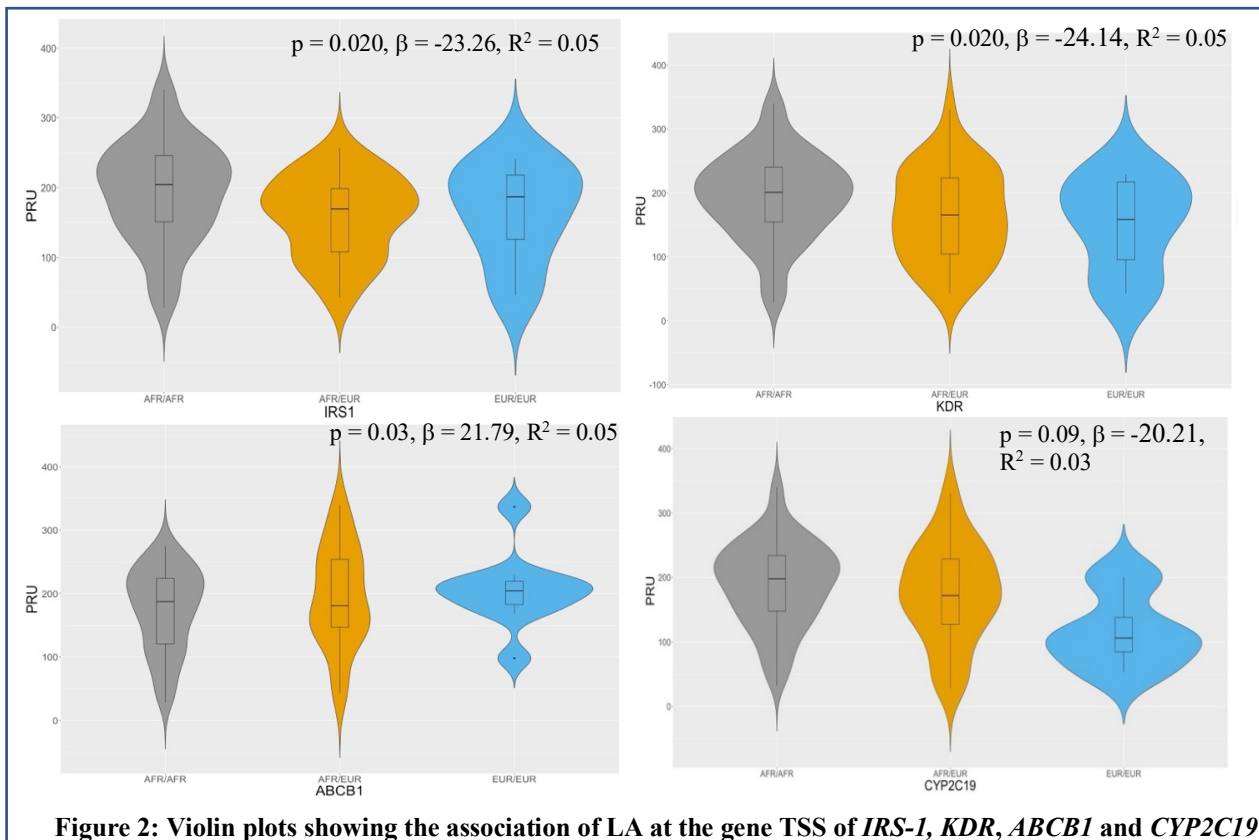 p = 0.020, β = -23.26, R² = 0.05
400
300
200
100
0
PRU
AFR/AFR AFR/EUR EUR/EUR
IRS1
p = 0.020, β = -24.14, R² = 0.05
400
300
200
100
0
-100
PRU
AFR/AFR AFR/EUR EUR/EUR
KDR
p = 0.03, β = 21.79, R² = 0.05
400
300
200
100
0
PRU
AFR/AFR AFR/EUR EUR/EUR
ABCB1
p = 0.09, β = -20.21,
R² = 0.03
400
300
200
100
0
PRU
AFR/AFR AFR/EUR EUR/EUR
CYP2C19
Figure 2: Violin plots showing the association of LA at the gene TSS of IRS-1, KDR, ABCB1 and CYP2C19